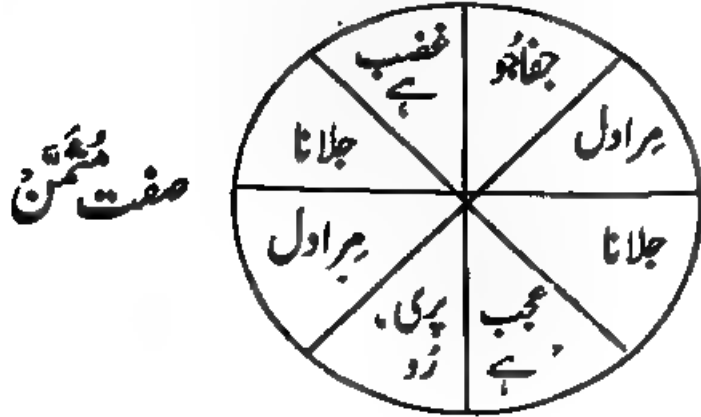 صفت مُثمّن
جفاجُو
غضب
ہے
جلانا
مِرادل
پری،
رُو
عجب
ہے
جلانا
مِرادل